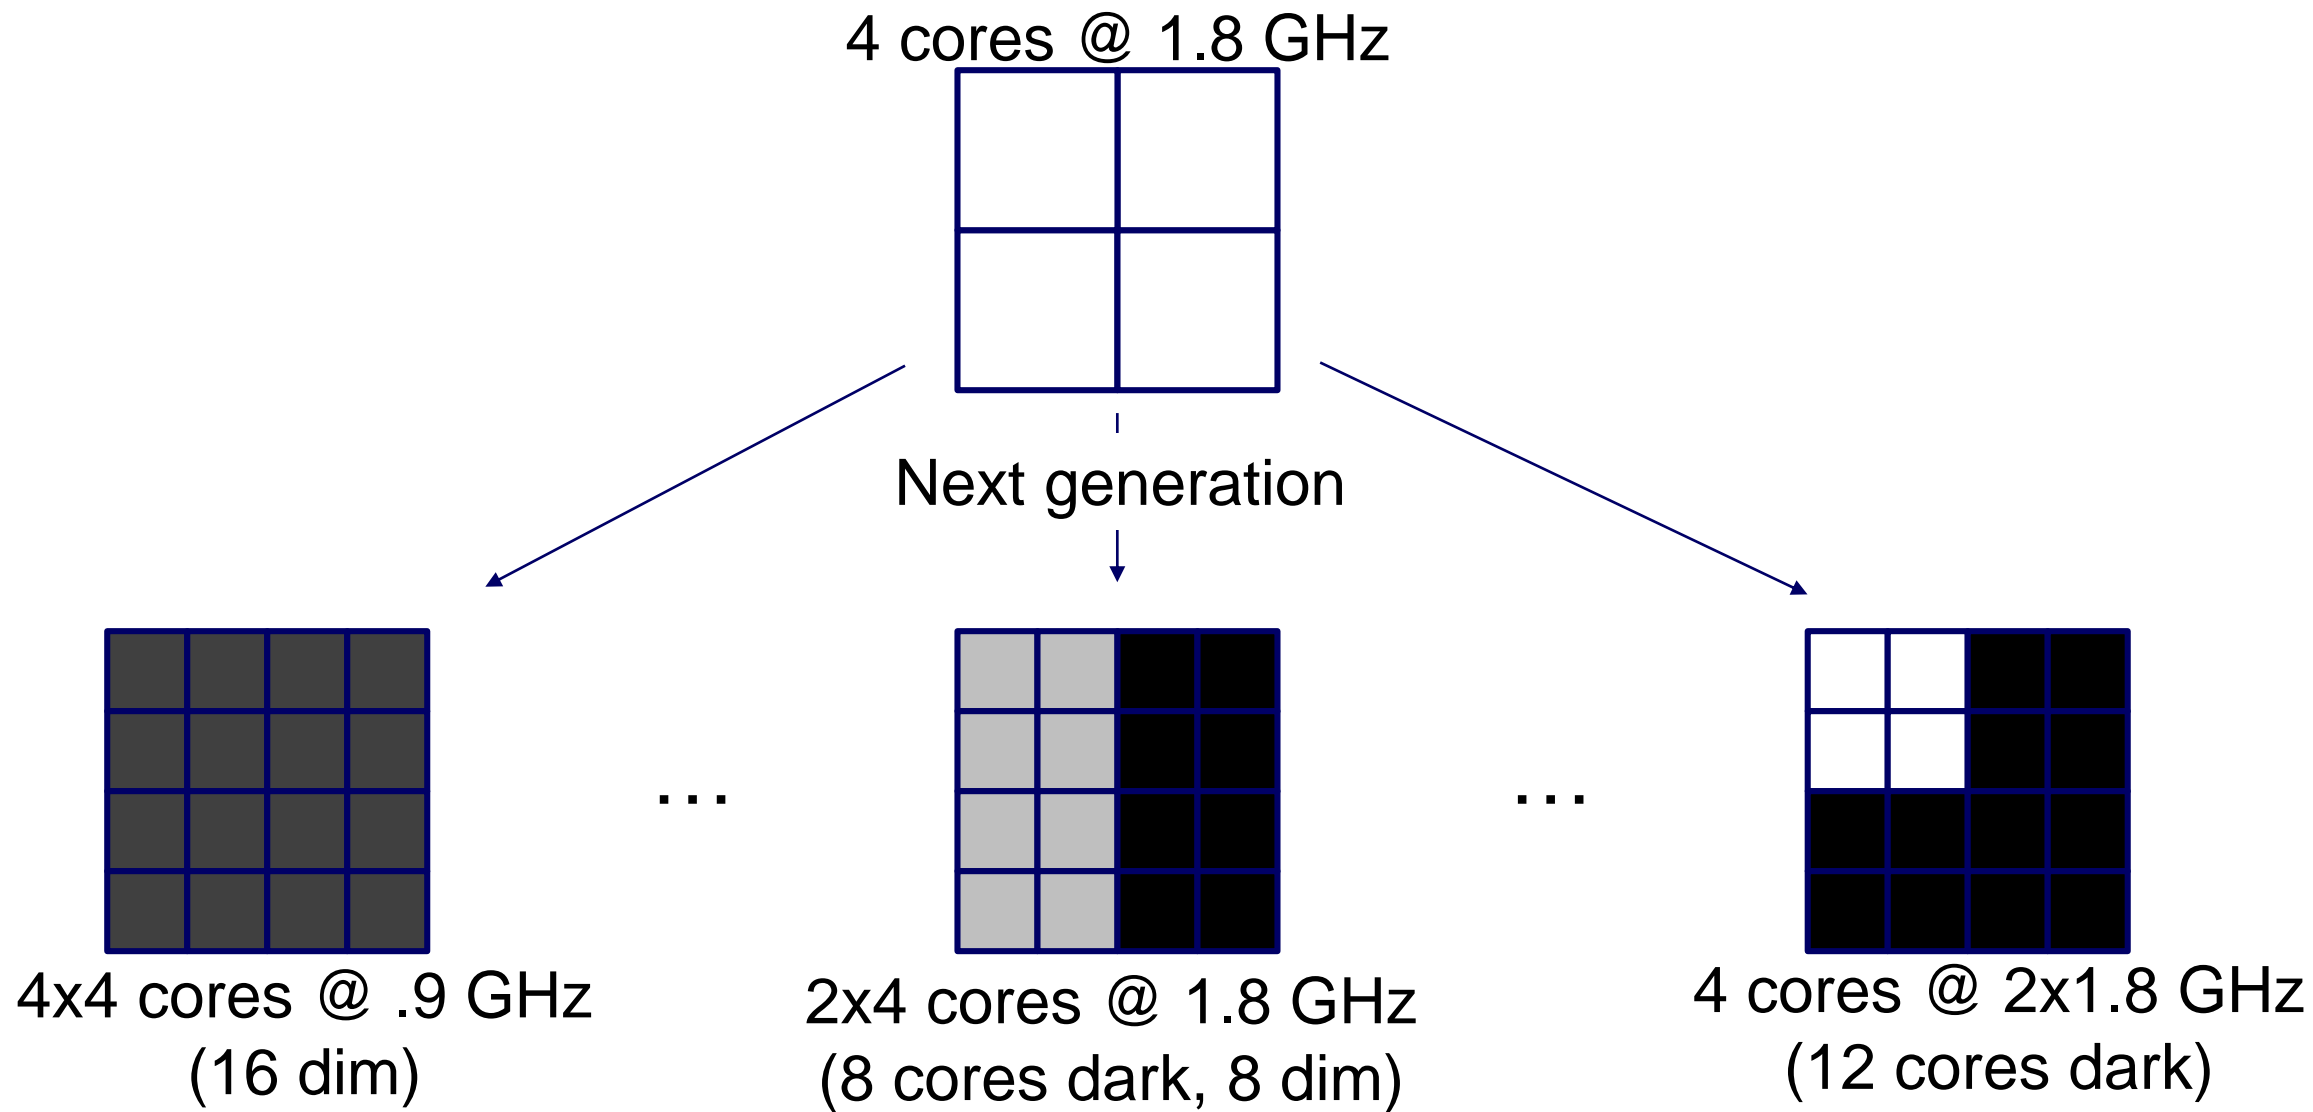 4 cores @ 1.8 GHz
Next generation
…
…
4x4 cores @ .9 GHz
(16 dim)
2x4 cores @ 1.8 GHz
(8 cores dark, 8 dim)
4 cores @ 2x1.8 GHz
(12 cores dark)